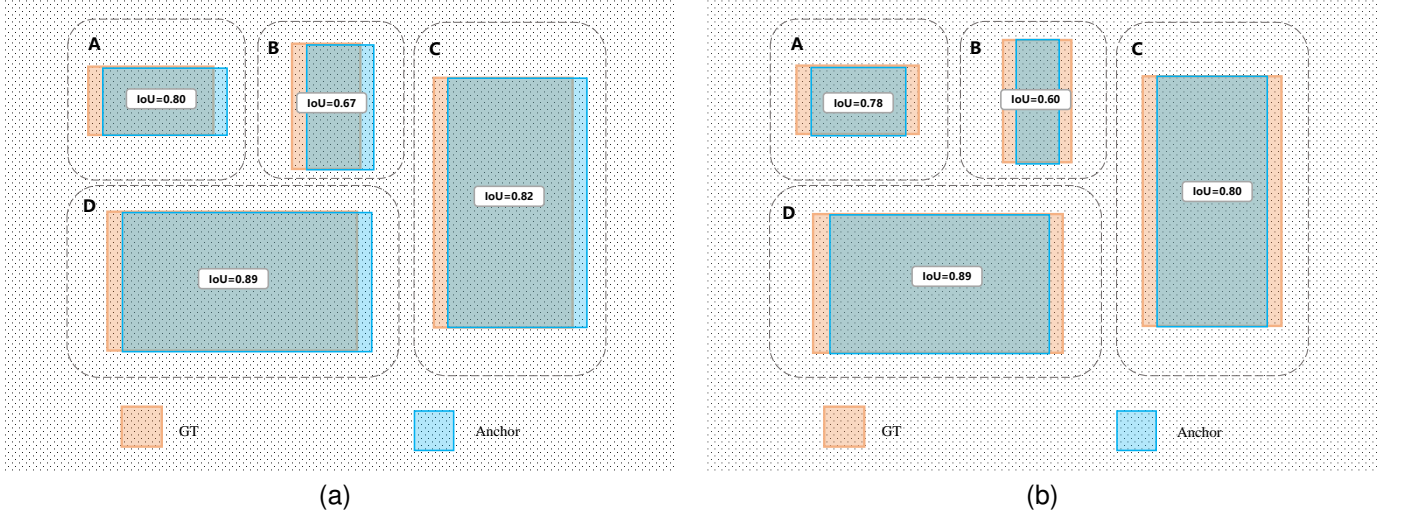 A
IoU=0.80
B
IoU=0.67
C
IoU=0.82
D
IoU=0.89
GT
Anchor
(a)
A
IoU=0.78
B
IoU=0.60
C
IoU=0.80
D
IoU=0.89
GT
Anchor
(b)